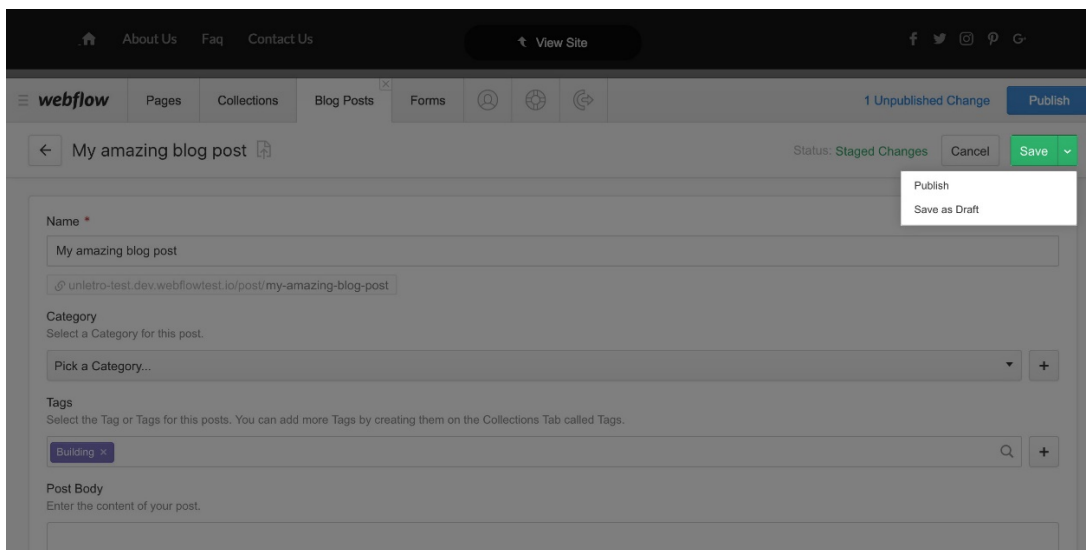 About Us Faq Contact Us View Site
webflow Pages Collections Blog Posts Forms 1 Unpublished Change Publish
My amazing blog post Status: Staged Changes Cancel Save
Publish
Save as Draft
Name *
My amazing blog post
unletro-test.dev.webflowtest.io/post/my-amazing-blog-post
Category
Select a Category for this post.
Pick a Category...
Tags
Select the Tag or Tags for this posts. You can add more Tags by creating them on the Collections Tab called Tags.
Building ×
Post Body
Enter the content of your post.